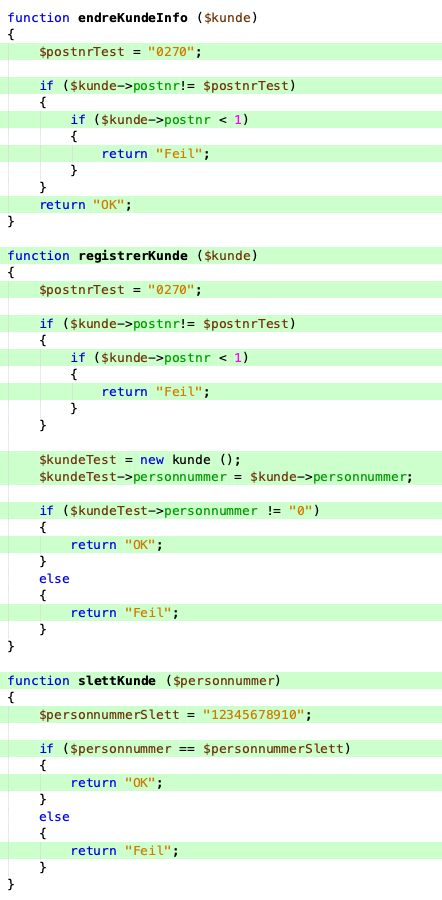 function endreKundeInfo ($kunde)
{
    $postnrTest = "0270";

    if ($kunde->postnr!= $postnrTest)
    {
        if ($kunde->postnr < 1)
        {
            return "Feil";
        }
    }
    return "OK";
}

function registrerKunde ($kunde)
{
    $postnrTest = "0270";

    if ($kunde->postnr!= $postnrTest)
    {
        if ($kunde->postnr < 1)
        {
            return "Feil";
        }
    }

    $kundeTest = new kunde ();
    $kundeTest->personnummer = $kunde->personnummer;

    if ($kundeTest->personnummer != "0")
    {
        return "OK";
    }
    else
    {
        return "Feil";
    }
}

function slettKunde ($personnummer)
{
    $personnummerSlett = "12345678910";

    if ($personnummer == $personnummerSlett)
    {
        return "OK";
    }
    else
    {
        return "Feil";
    }
}